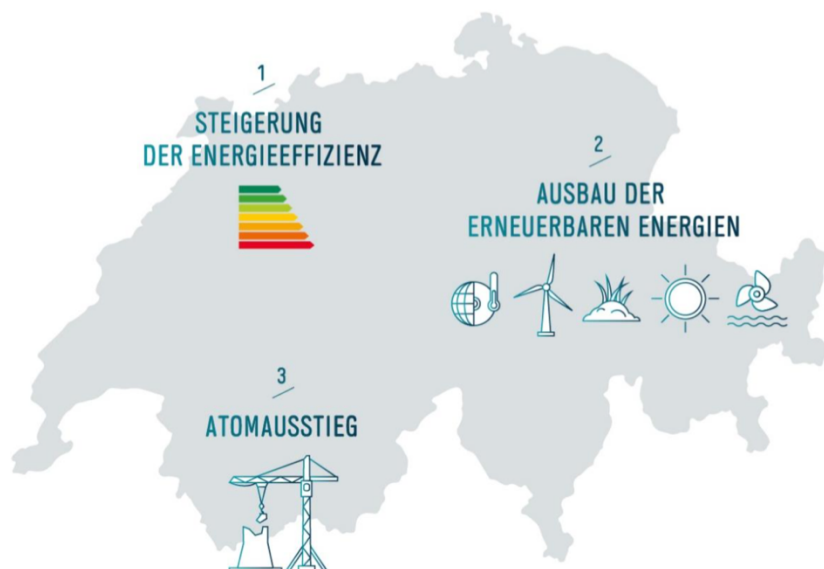 1
STEIGERUNG
DER ENERGIEEFFIZIENZ
2
AUSBAU DER
ERNEUERBAREN ENERGIEN
3
ATOMAUSSTIEG